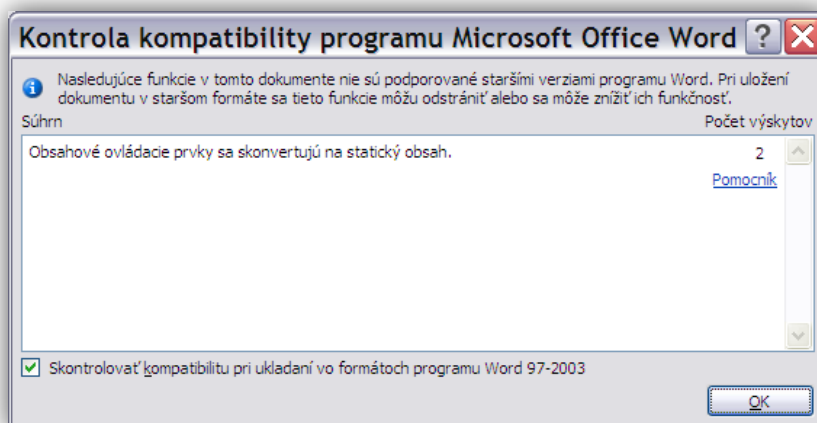 Kontrola kompatibility programu Microsoft Office Word
Nasledujúce funkcie v tomto dokumente nie sú podporované staršími verziami programu Word. Pri uložení
dokumentu v staršom formáte sa tieto funkcie môžu odstrániť alebo sa môže znížiť ich funkčnosť.
Súhrn Počet výskytov
Obsahové ovládacie prvky sa skonvertujú na statický obsah. 2
Pomocník
Skontrolovať kompatibilitu pri ukladaní vo formátoch programu Word 97-2003
OK